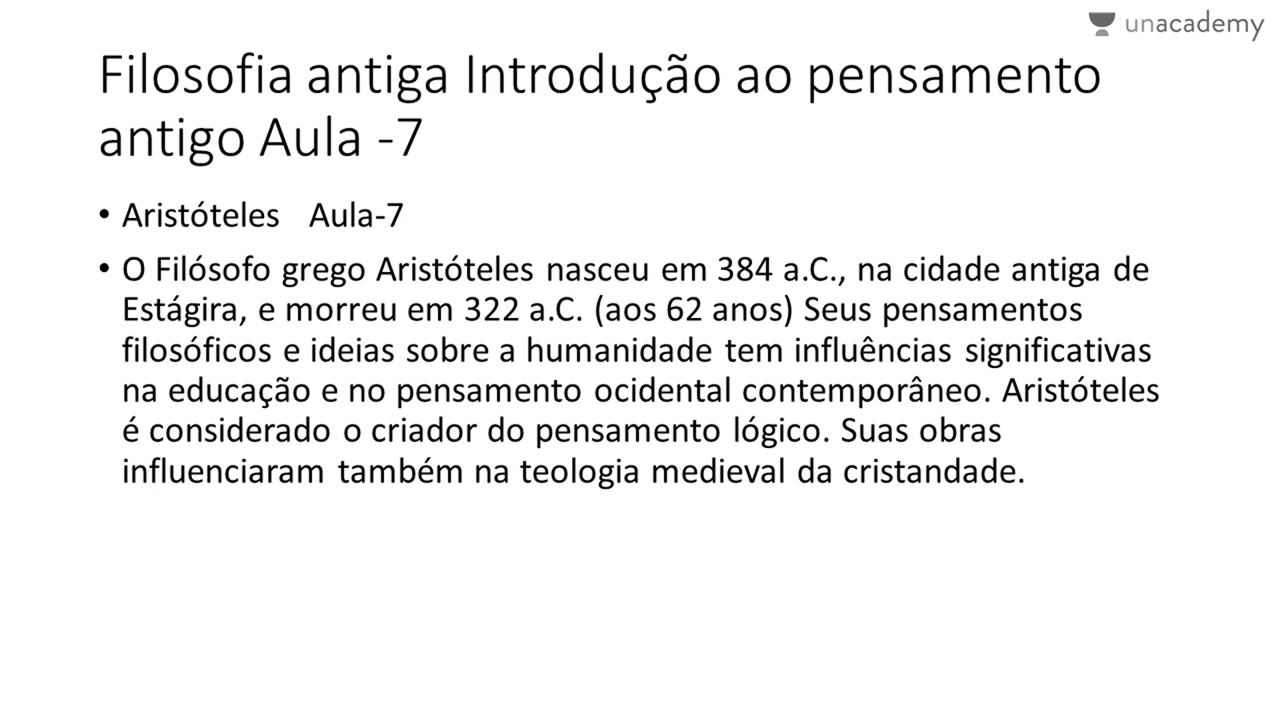 unacademy
Filosofia antiga Introdução ao pensamento
antigo Aula -7
• Aristóteles Aula-7
• O Filósofo grego Aristóteles nasceu em 384 a.C., na cidade antiga de
Estágira, e morreu em 322 a.C. (aos 62 anos) Seus pensamentos
filosóficos e ideias sobre a humanidade tem influências significativas
na educação e no pensamento ocidental contemporâneo. Aristóteles
é considerado o criador do pensamento lógico. Suas obras
influenciaram também na teologia medieval da cristandade.